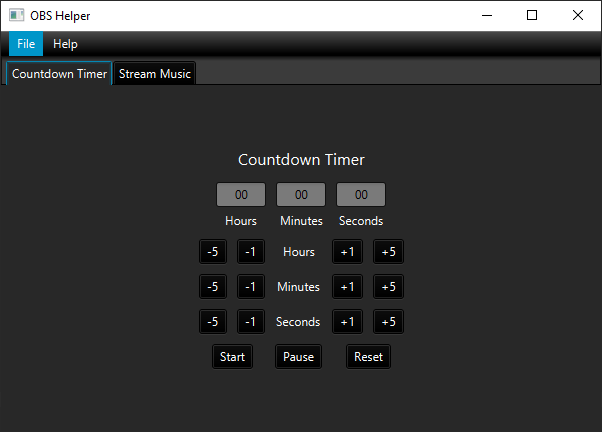 OBS Helper
File Help
Countdown Timer Stream Music
Countdown Timer
00 00 00
Hours Minutes Seconds
-5 -1 Hours +1 +5
-5 -1 Minutes +1 +5
-5 -1 Seconds +1 +5
Start Pause Reset